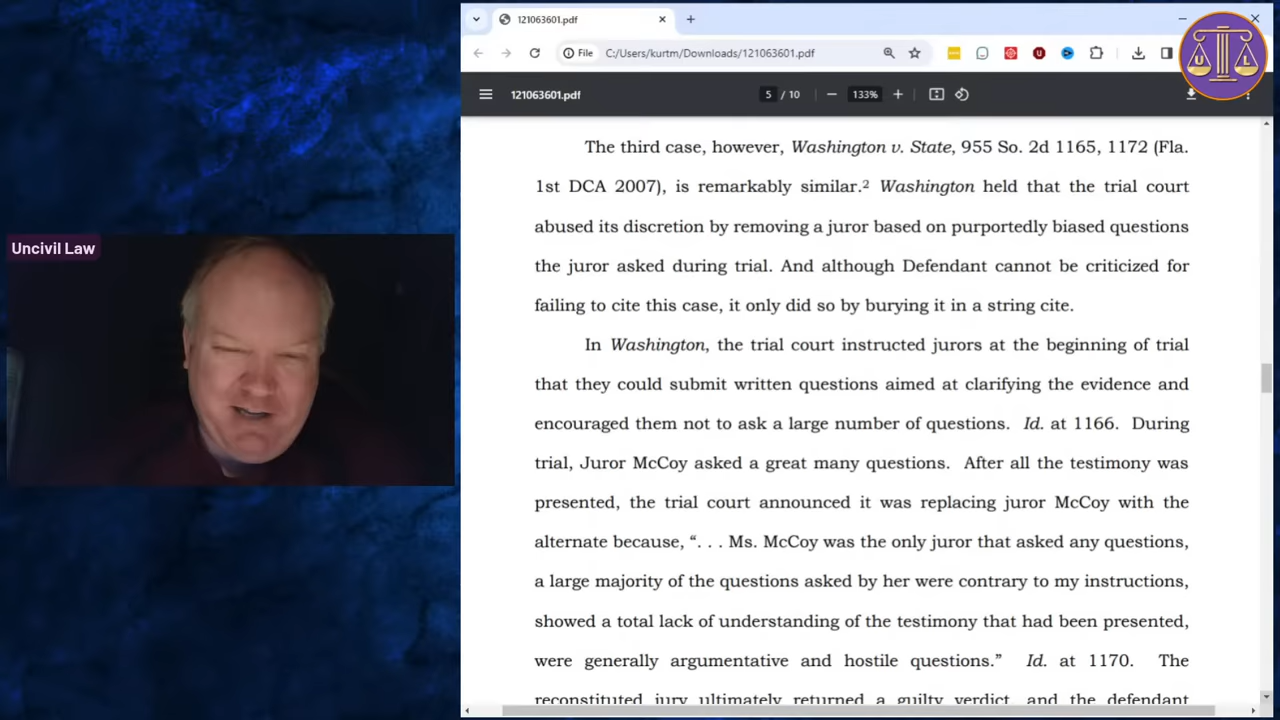 121063601.pdf
File
C:/Users/kurtm/Downloads/121063601.pdf
U L
121063601.pdf
5 / 10
133%
Uncivil Law
The third case, however, Washington v. State, 955 So. 2d 1165, 1172 (Fla.
1st DCA 2007), is remarkably similar.2 Washington held that the trial court
abused its discretion by removing a juror based on purportedly biased questions
the juror asked during trial. And although Defendant cannot be criticized for
failing to cite this case, it only did so by burying it in a string cite.
In Washington, the trial court instructed jurors at the beginning of trial
that they could submit written questions aimed at clarifying the evidence and
encouraged them not to ask a large number of questions. Id. at 1166. During
trial, Juror McCoy asked a great many questions. After all the testimony was
presented, the trial court announced it was replacing juror McCoy with the
alternate because, “. . . Ms. McCoy was the only juror that asked any questions,
a large majority of the questions asked by her were contrary to my instructions,
showed a total lack of understanding of the testimony that had been presented,
were generally argumentative and hostile questions.” Id. at 1170. The
reconstituted jury ultimately returned a guilty verdict, and the defendant